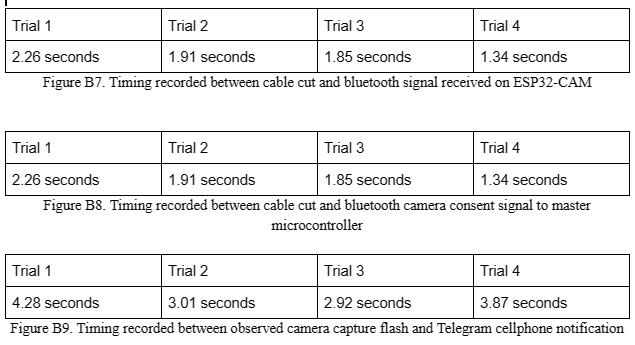 Trial 1 Trial 2 Trial 3 Trial 4
2.26 seconds 1.91 seconds 1.85 seconds 1.34 seconds
Figure B7. Timing recorded between cable cut and bluetooth signal received on ESP32-CAM
Trial 1 Trial 2 Trial 3 Trial 4
2.26 seconds 1.91 seconds 1.85 seconds 1.34 seconds
Figure B8. Timing recorded between cable cut and bluetooth camera consent signal to master
microcontroller
Trial 1 Trial 2 Trial 3 Trial 4
4.28 seconds 3.01 seconds 2.92 seconds 3.87 seconds
Figure B9. Timing recorded between observed camera capture flash and Telegram cellphone notification